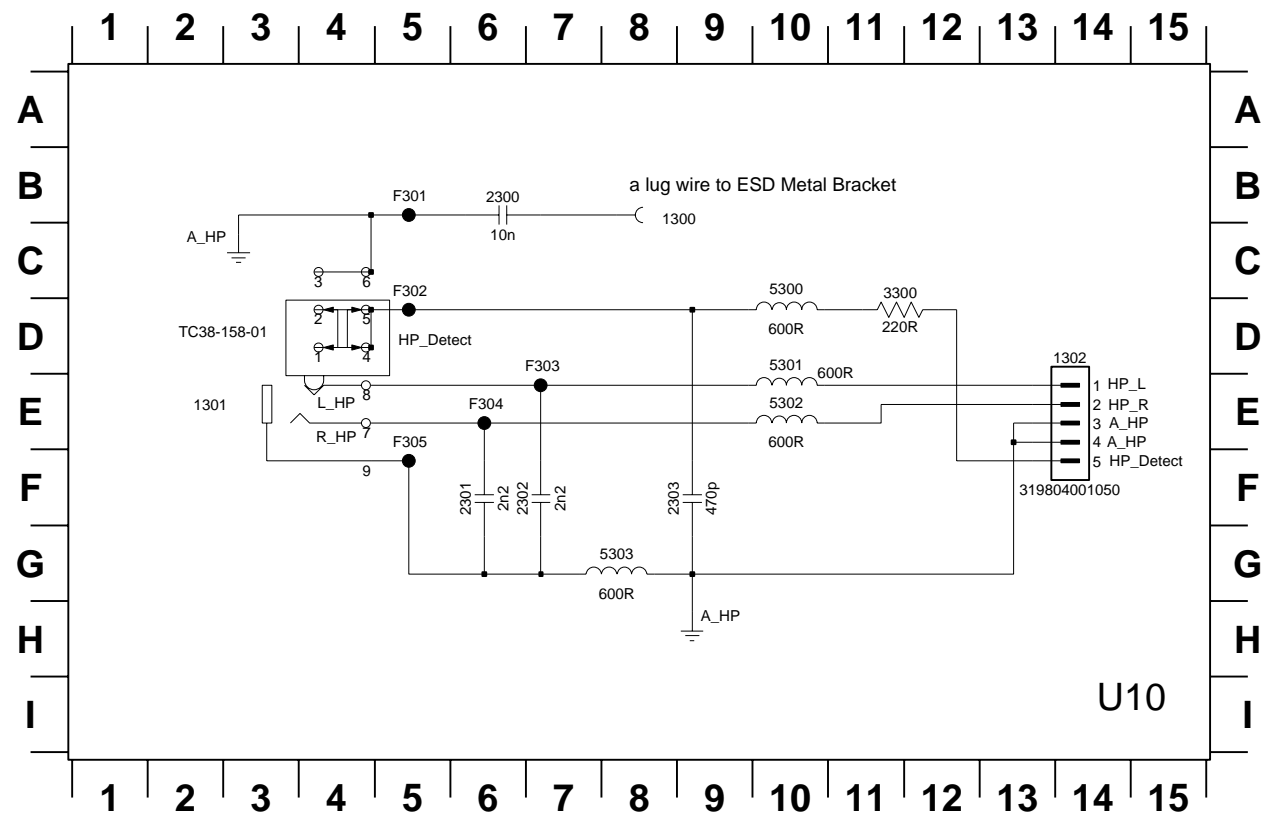 1 2 3 4 5 6 7 8 9 10 11 12 13 14 15
A A
B B
a lug wire to ESD Metal Bracket
F301 2300
1300
A_HP 10n
C C
3 6
F302 5300 3300
2 5
TC38-158-01 HP_Detect 600R 220R
D D
1 4
F303 5301 600R 1302
1 HP_L
8
1301 L_HP F304 5302 2 HP_R
E E
3 A_HP
R_HP 7 F305 600R 4 A_HP
5 HP_Detect
9
2301 2n2 2302 2n2 2303 470p 319804001050
F F
5303
G G
600R
A_HP
H H
U10
I I
1 2 3 4 5 6 7 8 9 10 11 12 13 14 15